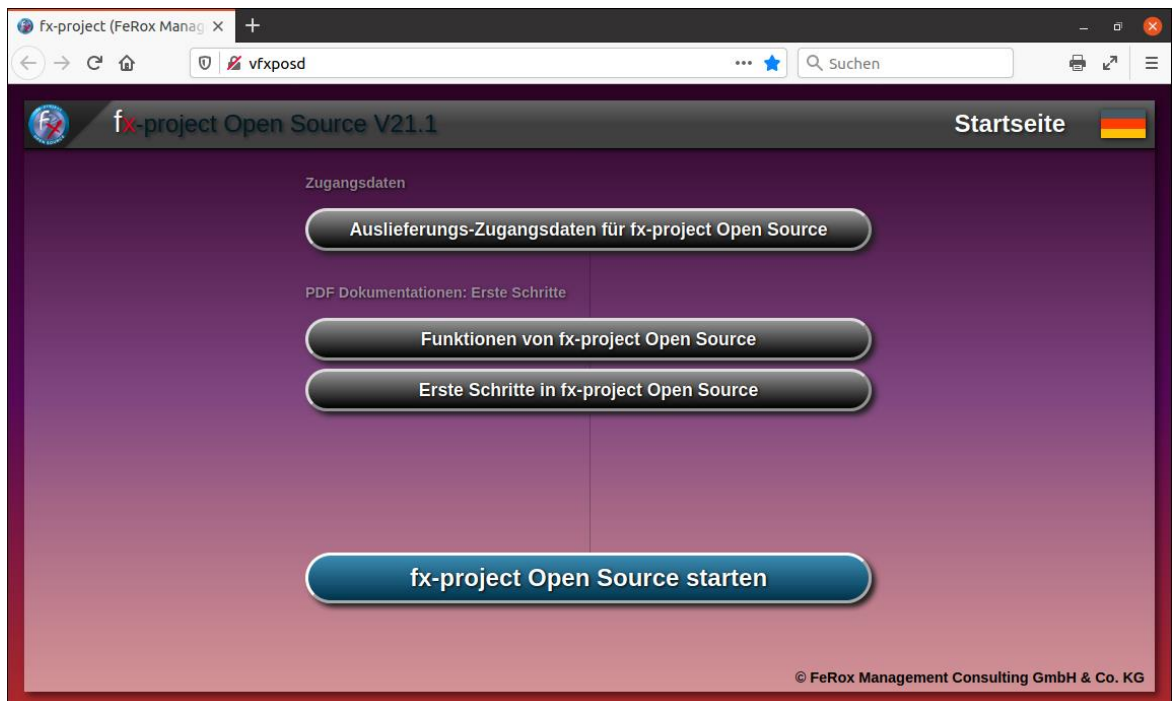 fx-project (FeRox Manag
vfxposd
Suchen
fx
fx-project Open Source V21.1
Startseite
Zugangsdaten
Auslieferungs-Zugangsdaten für fx-project Open Source
PDF Dokumentationen: Erste Schritte
Funktionen von fx-project Open Source
Erste Schritte in fx-project Open Source
fx-project Open Source starten
© FeRox Management Consulting GmbH & Co. KG